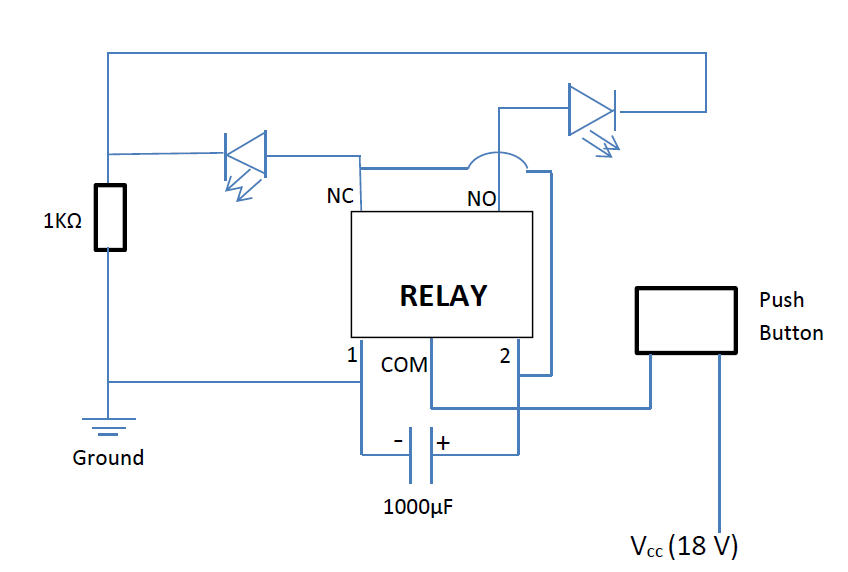 NC
NO
1KΩ
RELAY
Push
Button
1
COM
2
- +
Ground
1000µF
Vcc (18 V)